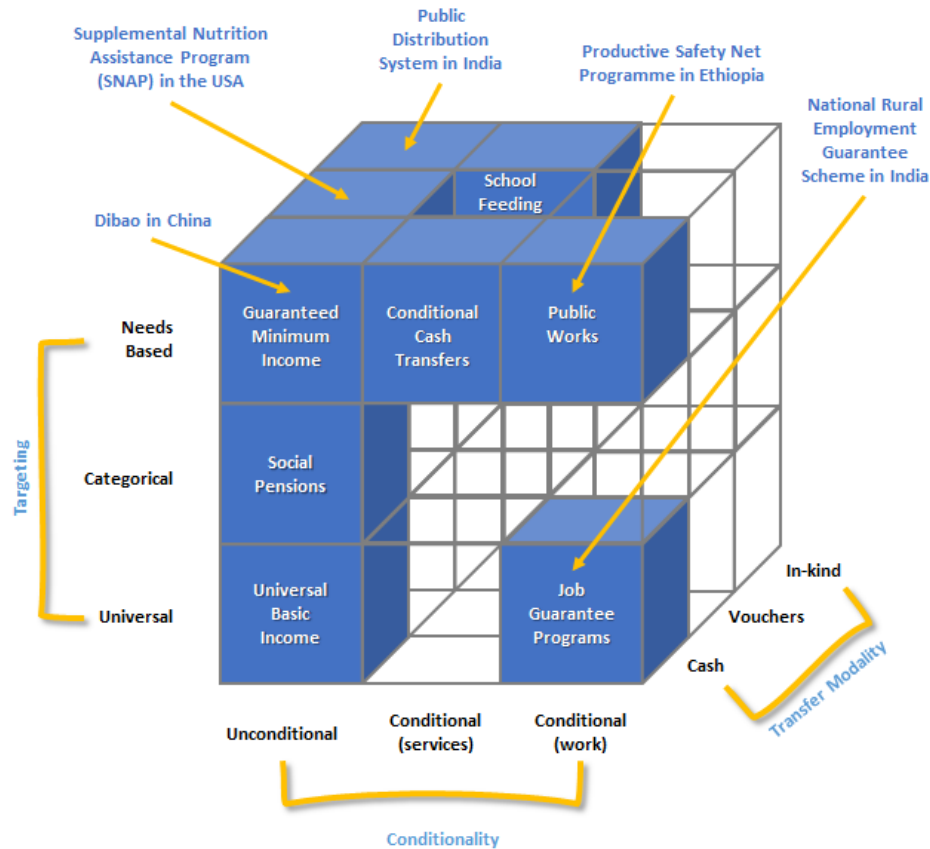 Supplemental Nutrition
Assistance Program
(SNAP) in the USA
Public
Distribution
System in India
Productive Safety Net
Programme in Ethiopia
National Rural
Employment
Guarantee
Scheme in India
Dibao in China
School
Feeding
Guaranteed
Minimum
Income
Conditional
Cash
Transfers
Public
Works
Needs
Based
Categorical
Universal
Targeting
Social
Pensions
Universal
Basic
Income
Job
Guarantee
Programs
In-kind
Vouchers
Cash
Transfer Modality
Unconditional
Conditional
(services)
Conditional
(work)
Conditionality